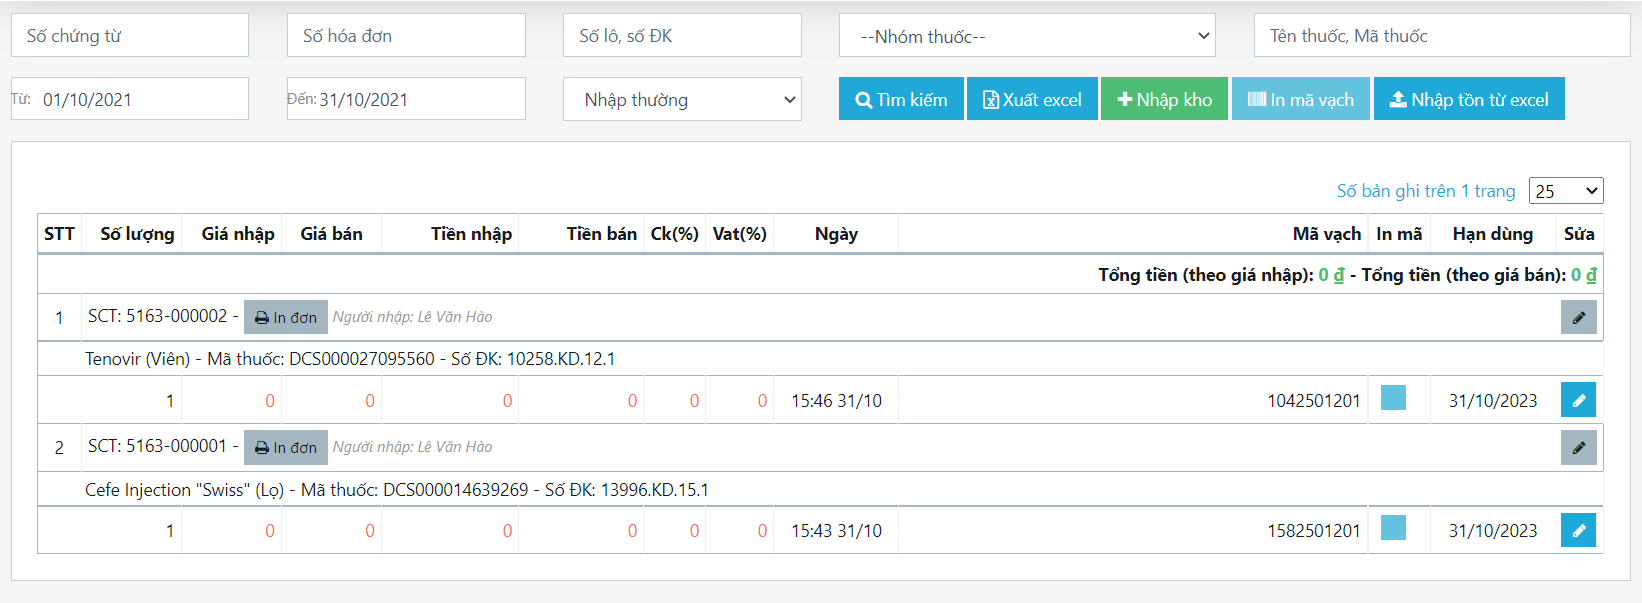 Số chứng từ Số hóa đơn Số lô, số ĐK --Nhóm thuốc-- Tên thuốc, Mã thuốc
Từ: 01/10/2021 Đến: 31/10/2021 Nhập thường Tìm kiếm Xuất excel Nhập kho In mã vạch Nhập tồn từ excel
Số bản ghi trên 1 trang 25
STT Số lượng Giá nhập Giá bán Tiền nhập Tiền bán Ck(%) Vat(%) Ngày Mã vạch In mã Hạn dùng Sửa
Tổng tiền (theo giá nhập): 0 ₫ - Tổng tiền (theo giá bán): 0 ₫
1 SCT: 5163-000002 - In đơn Người nhập: Lê Văn Hào
Tenovir (Viên) - Mã thuốc: DCS000027095560 - Số ĐK: 10258.KD.12.1
1 0 0 0 0 0 0 15:46 31/10 1042501201 31/10/2023
2 SCT: 5163-000001 - In đơn Người nhập: Lê Văn Hào
Cefe Injection "Swiss" (Lọ) - Mã thuốc: DCS000014639269 - Số ĐK: 13996.KD.15.1
1 0 0 0 0 0 0 15:43 31/10 1582501201 31/10/2023